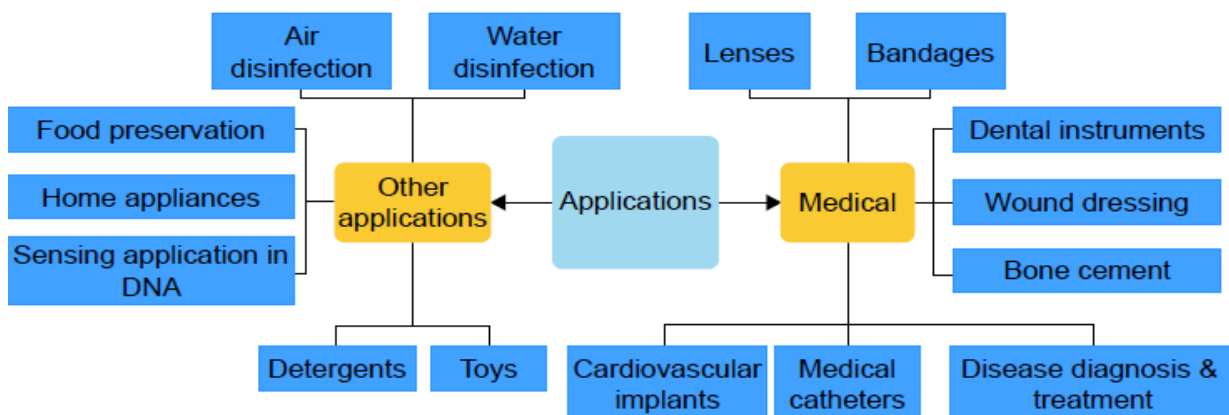 Air
disinfection
Water
disinfection
Lenses
Bandages
Food preservation
Home appliances
Sensing application in
DNA
Other
applications
Applications
Medical
Dental instruments
Wound dressing
Bone cement
Detergents
Toys
Cardiovascular
implants
Medical
catheters
Disease diagnosis &
treatment